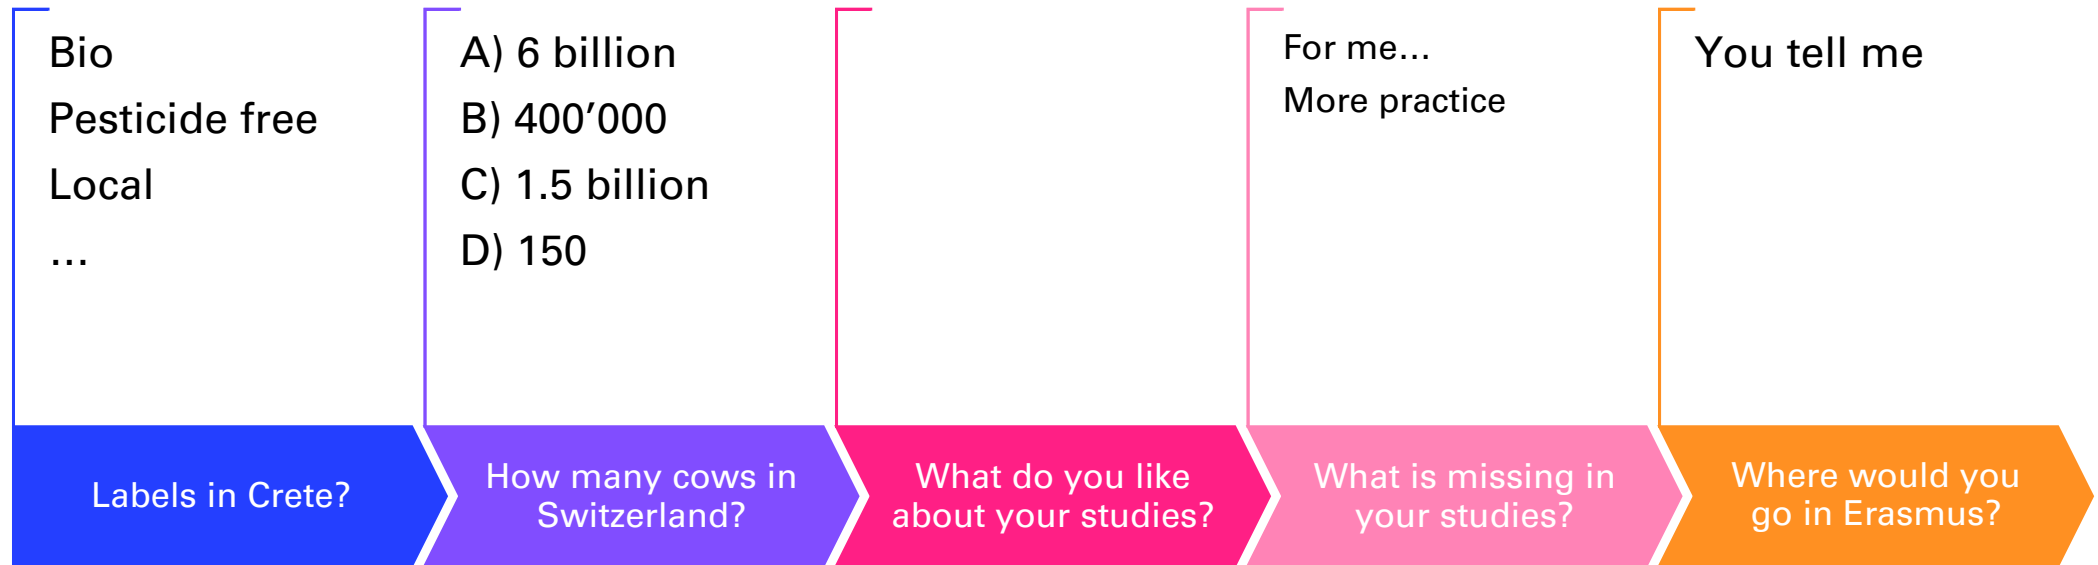 Bio
Pesticide free
Local
...
Labels in Crete?
A) 6 billion
B) 400’000
C) 1.5 billion
D) 150
How many cows in
Switzerland?
What do you like
about your studies?
For me...
More practice
What is missing in
your studies?
You tell me
Where would you
go in Erasmus?